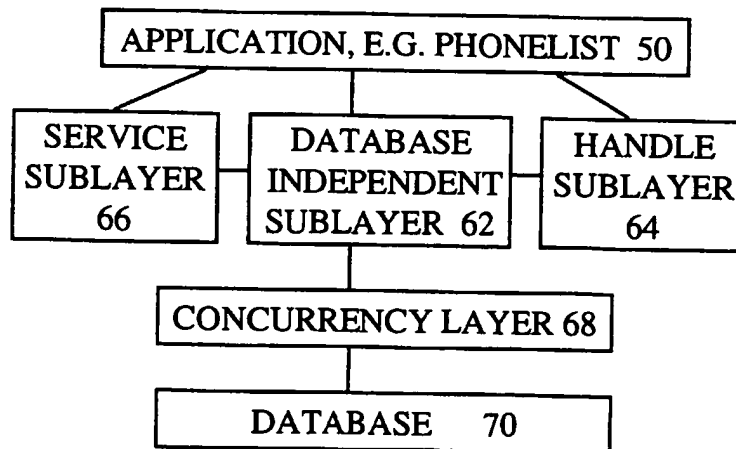 APPLICATION, E.G. PHONELIST 50
SERVICE
SUBLAYER
66
DATABASE
INDEPENDENT
SUBLAYER 62
HANDLE
SUBLAYER
64
CONCURRENCY LAYER 68
DATABASE 70